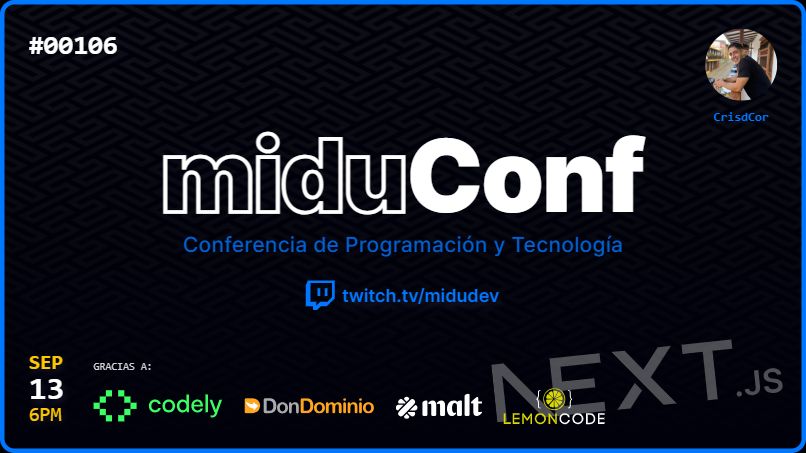 #00106
CrisdCor
miduConf
Conferencia de Programación y Tecnología
twitch.tv/midudev
SEP
13
6PM
GRACIAS A:
codely
DonDominio
malt
{ }
LEMONCODE
NEXT.JS